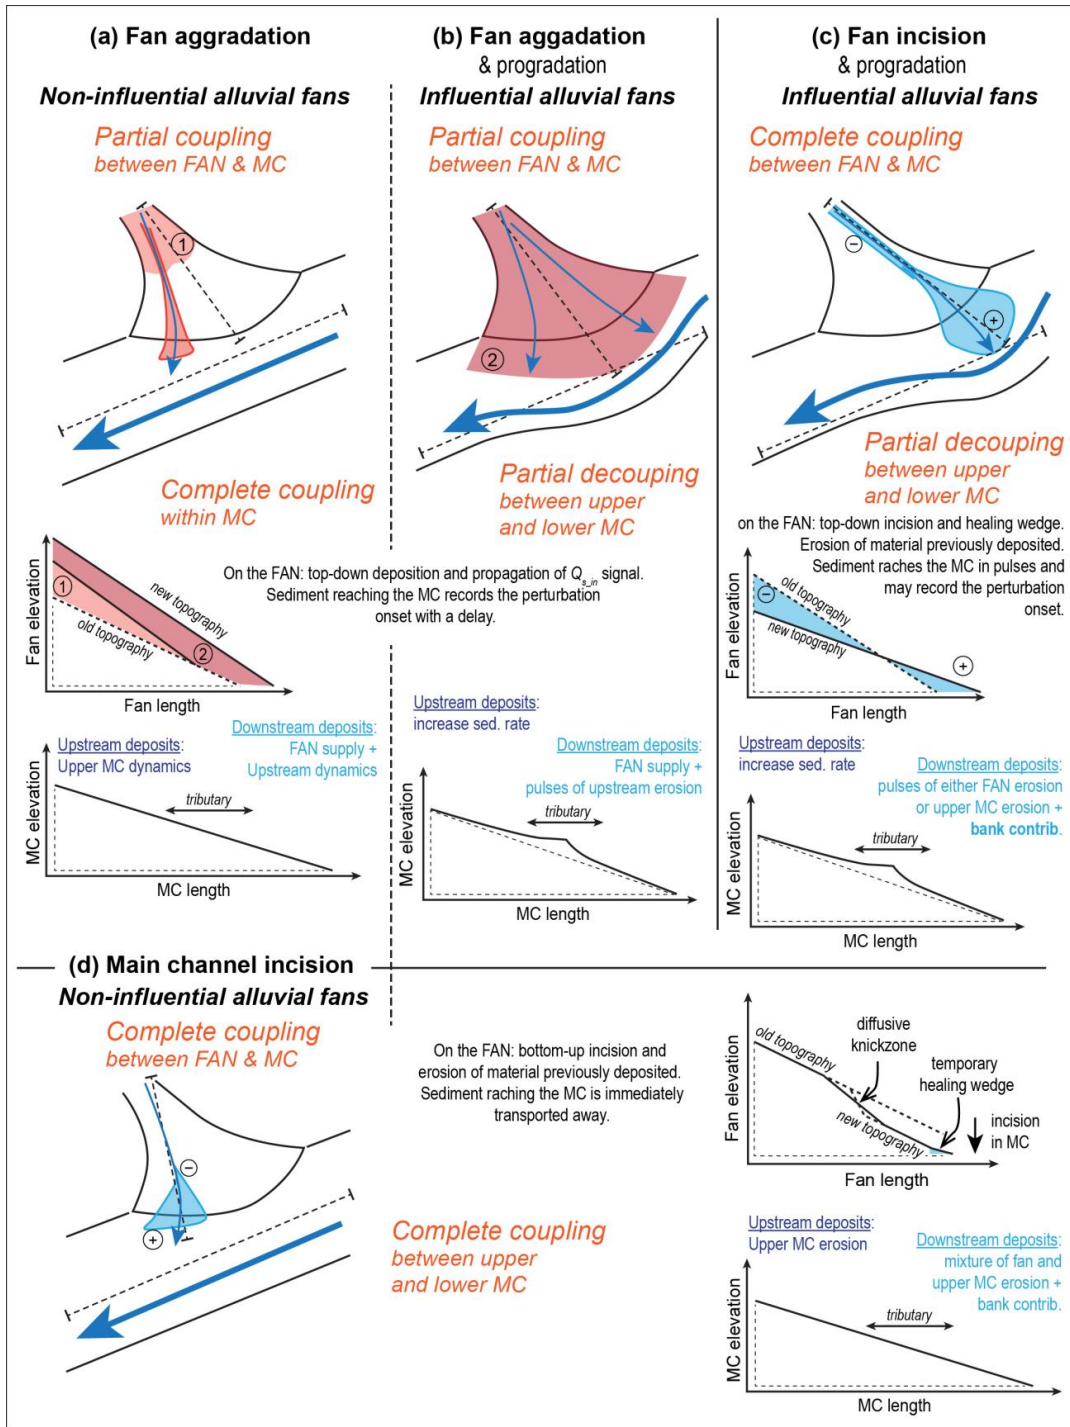 (a) Fan aggradation
Non-influential alluvial fans
Partial coupling
between FAN & MC
1
Complete coupling
within MC
(b) Fan aggadation
& progradation
Influential alluvial fans
Partial coupling
between FAN & MC
2
Partial decouping
between upper
and lower MC
(c) Fan incision
& progradation
Influential alluvial fans
Complete coupling
between FAN & MC
−
+
Partial decouping
between upper
and lower MC
Fan elevation
1
new topography
old topography
2
Fan length
On the FAN: top-down deposition and propagation of Qs_in signal.
Sediment reaching the MC records the perturbation
onset with a delay.
on the FAN: top-down incision and healing wedge.
Erosion of material previously deposited.
Sediment raches the MC in pulses and
may record the perturbation
onset.
Fan elevation
−
old topography
new topography
+
Fan length
Upstream deposits:
Upper MC dynamics
Downstream deposits:
FAN supply +
Upstream dynamics
tributary
MC elevation
MC length
Upstream deposits:
increase sed. rate
Downstream deposits:
FAN supply +
pulses of upstream erosion
tributary
MC elevation
MC length
Upstream deposits:
increase sed. rate
Downstream deposits:
pulses of either FAN erosion
or upper MC erosion +
bank contrib.
tributary
MC elevation
MC length
(d) Main channel incision
Non-influential alluvial fans
Complete coupling
between FAN & MC
−
+
Complete coupling
between upper
and lower MC
On the FAN: bottom-up incision and
erosion of material previously deposited.
Sediment raching the MC is immediately
transported away.
Fan elevation
old topography
diffusive
knickzone
temporary
healing wedge
new topography
incision
in MC
Fan length
Upstream deposits:
Upper MC erosion
Downstream deposits:
mixture of fan and
upper MC erosion +
bank contrib.
tributary
MC elevation
MC length